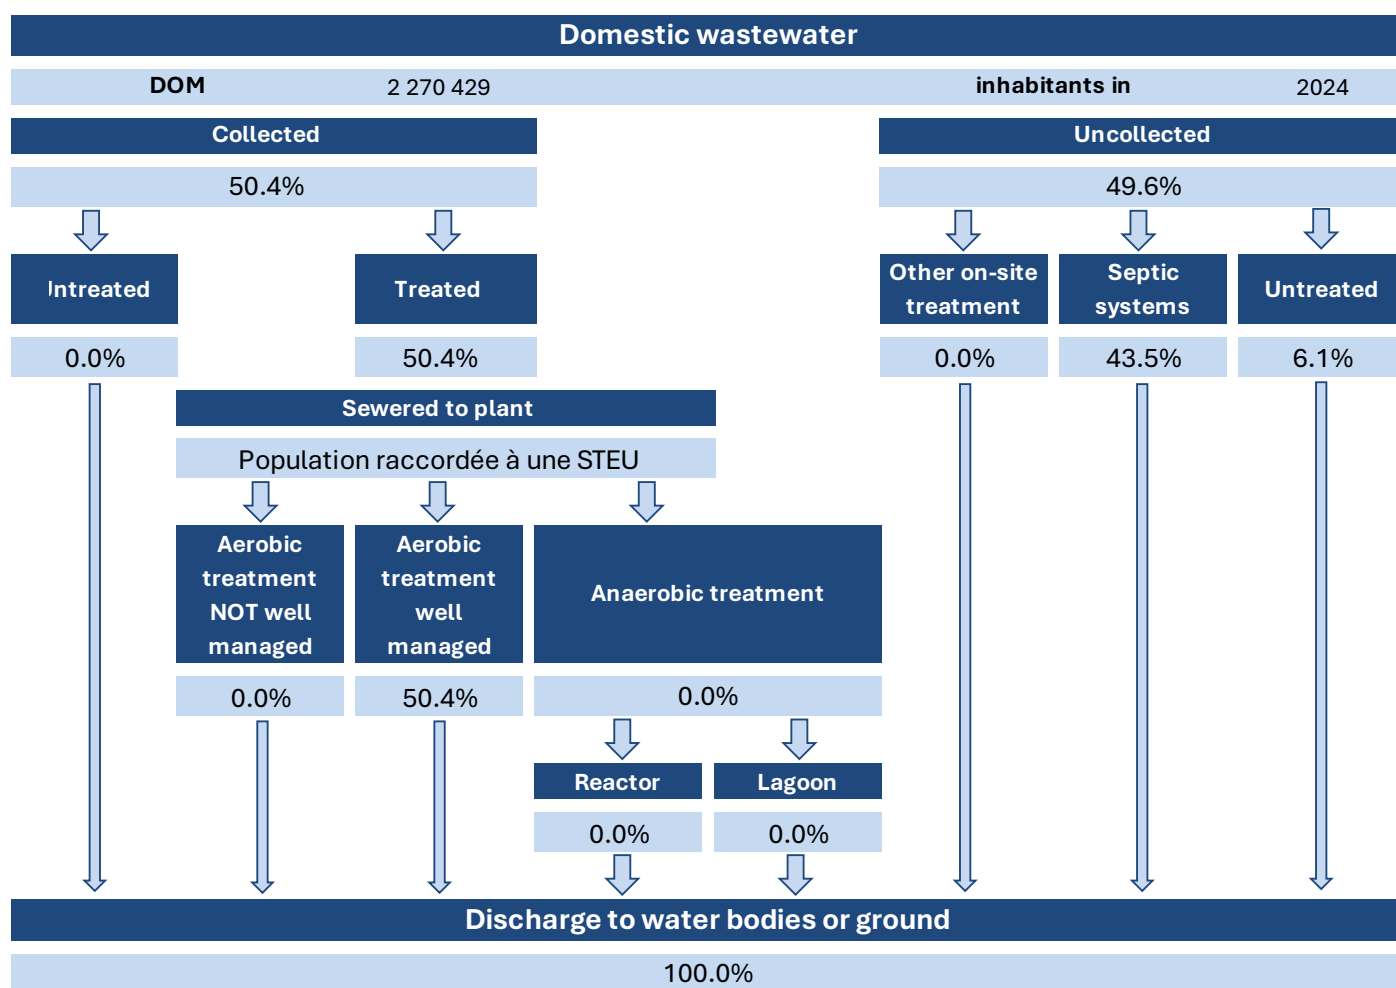 Domestic wastewater
DOM 2 270 429 inhabitants in 2024
Collected Uncollected
50.4% 49.6%
Treated
Other on-site treatment
Septic systems
Untreated
0.0% 50.4% 0.0% 43.5% 6.1%
Sewered to plant
Population raccordée à une STEU
Aerobic
treatment
NOT well
managed
Aerobic
treatment
well
managed
Anaerobic treatment
0.0% 50.4% 0.0%
Reactor Lagoon
0.0% 0.0%
Discharge to water bodies or ground
100.0%